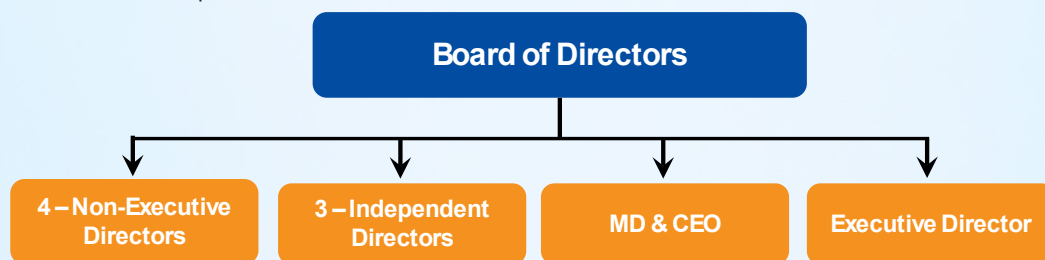 Board of Directors
4 – Non-Executive
Directors
3 – Independent
Directors
MD & CEO
Executive Director